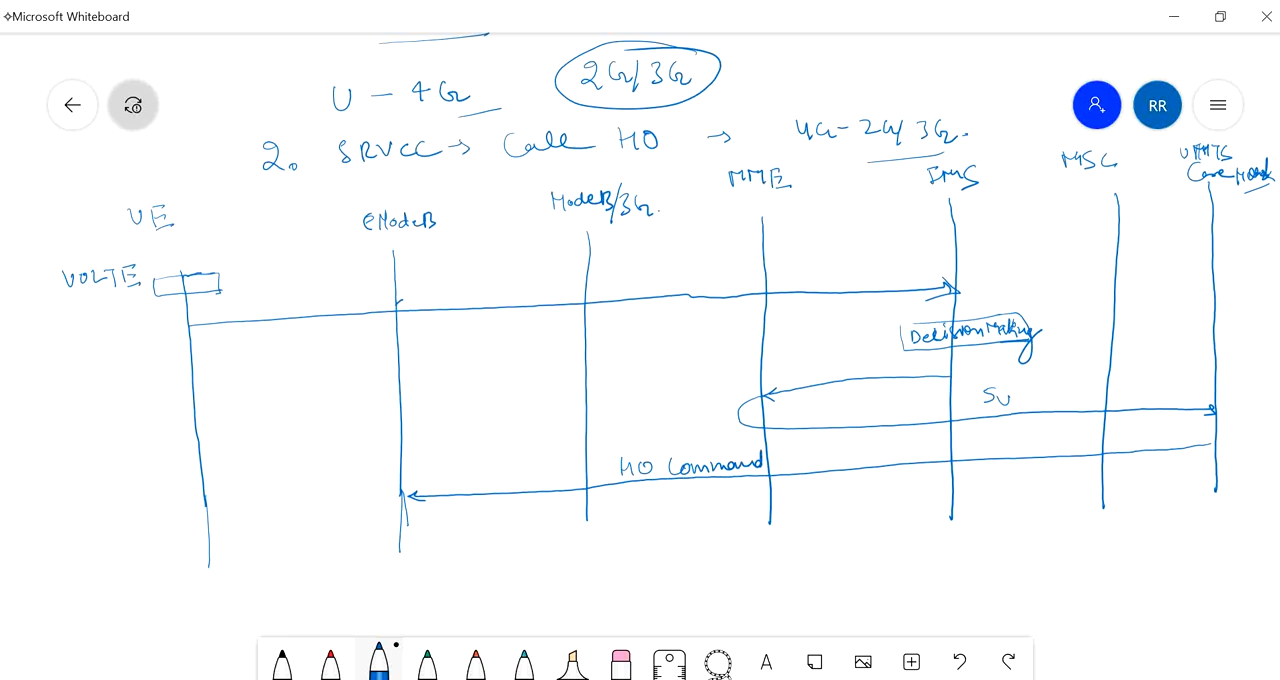 Microsoft Whiteboard
2G/3G
U - 4G
RR
2. SRVCC → Call HO → 4G - 2G/3G.
MME
IMS
MSC
UMTS
Core
UE
eNodeB
NodeB/3G.
VOLTE
Decision Making
Sv
HO Command
A